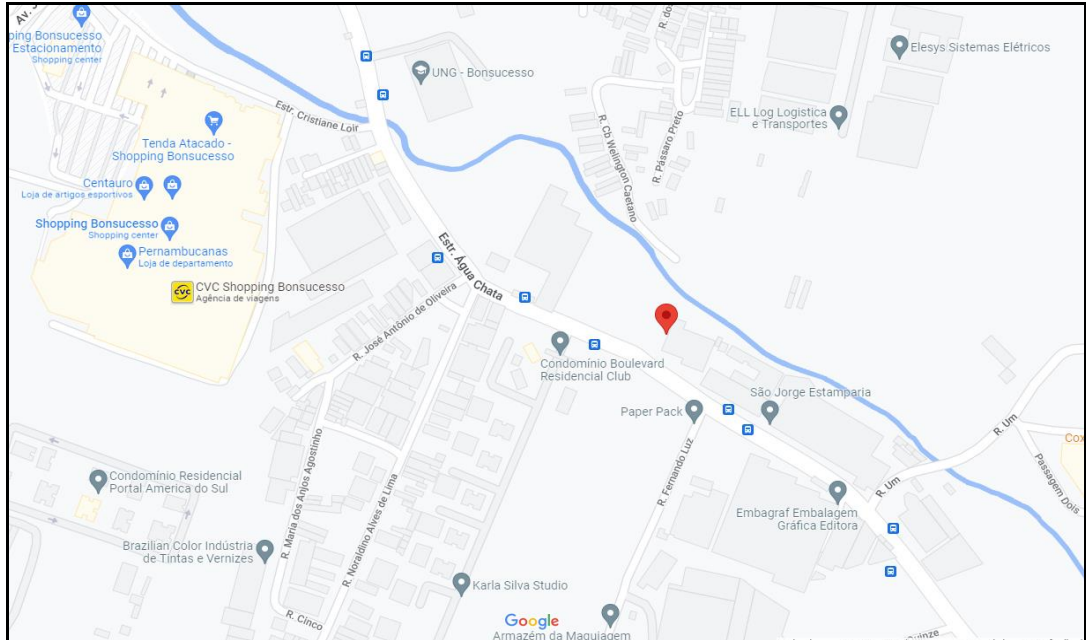 Av. J
ping Bonsucesso
Estacionamento
Shopping center
Tenda Atacado -
Shopping Bonsucesso
Centauro
Loja de artigos esportivos
Shopping Bonsucesso
Shopping center
Pernambucanas
Loja de departamento
cvc
CVC Shopping Bonsucesso
Agência de viagens
Estr. Cristiane Loir
UNG - Bonsucesso
R. dos
Elesys Sistemas Elétricos
ELL Log Logistica
e Transportes
R. Cb Welington Caetano
R. Pássaro Preto
Estr. Água Chata
R. José Antônio de Oliveira
Condomínio Boulevard
Residencial Club
São Jorge Estamparia
Paper Pack
R. Um
R. Um
Cox
Passagem Dois
R. Fernando Luz
Condomínio Residencial
Portal America do Sul
R. Maria dos Anjos Agostinho
R. Noraldino Alves de Lima
Embagraf Embalagem
Gráfica Editora
Brazilian Color Indústria
de Tintas e Vernizes
Karla Silva Studio
R. Cinco
Google
Armazém da Maquiagem